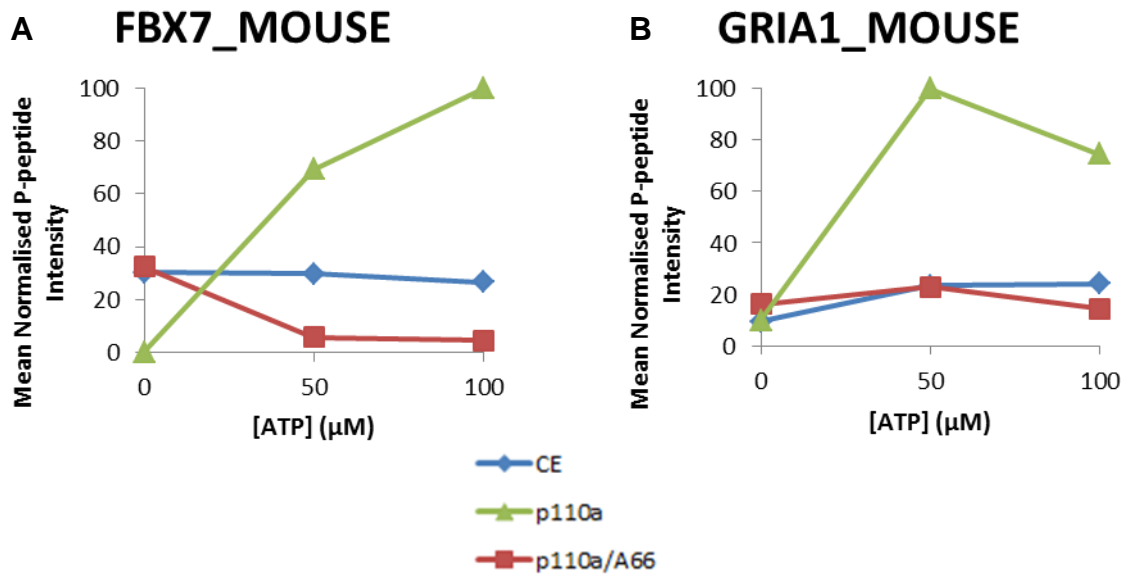 A
FBX7_MOUSE
Mean Normalised P-peptide
Intensity
100
80
60
40
20
0
0
50
100
[ATP] (µM)
B
GRIA1_MOUSE
Mean Normalised P-peptide
Intensity
100
80
60
40
20
0
0
50
100
[ATP] (µM)
CE
p110a
p110a/A66